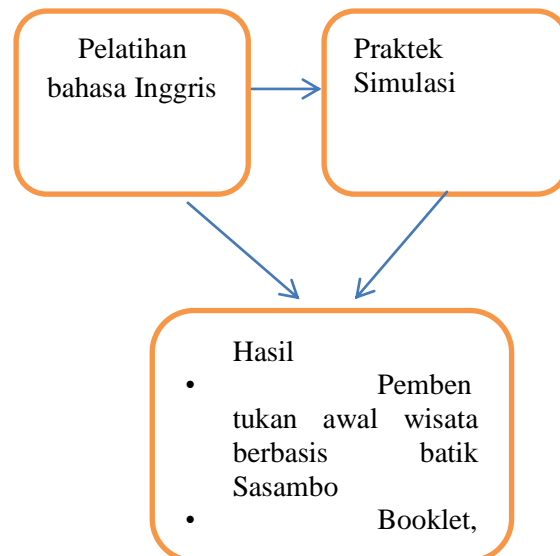 Pelatihan
bahasa Inggris
Praktek
Simulasi
Hasil
• Pemben
tukan awal wisata
berbasis batik
Sasambo
• Booklet,